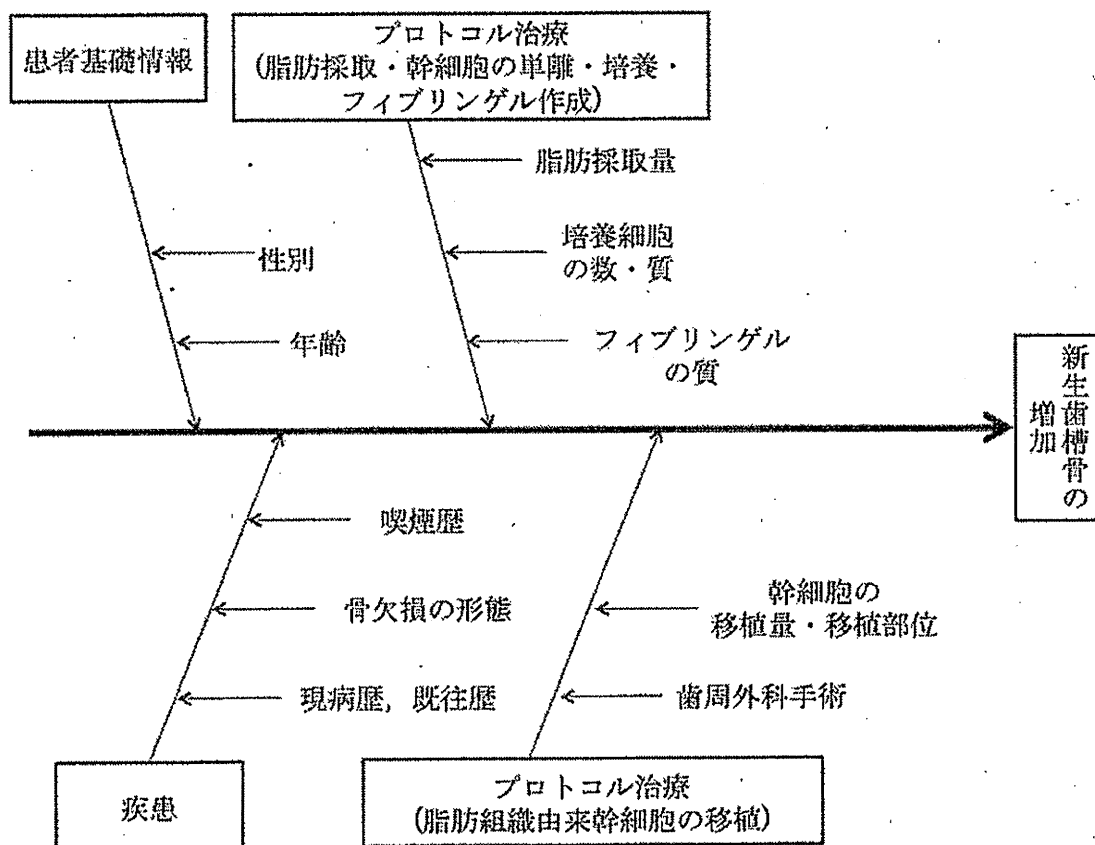 患者基礎情報
プロトコル治療
(脂肪採取・幹細胞の単離・培養・
フィブリンゲル作成)
脂肪採取量
培養細胞
の数・質
性別
年齢
フィブリンゲル
の質
新生歯槽骨の
増加
喫煙歴
骨欠損の形態
現病歴, 既往歴
幹細胞の
移植量・移植部位
歯周外科手術
疾患
プロトコル治療
(脂肪組織由来幹細胞の移植)